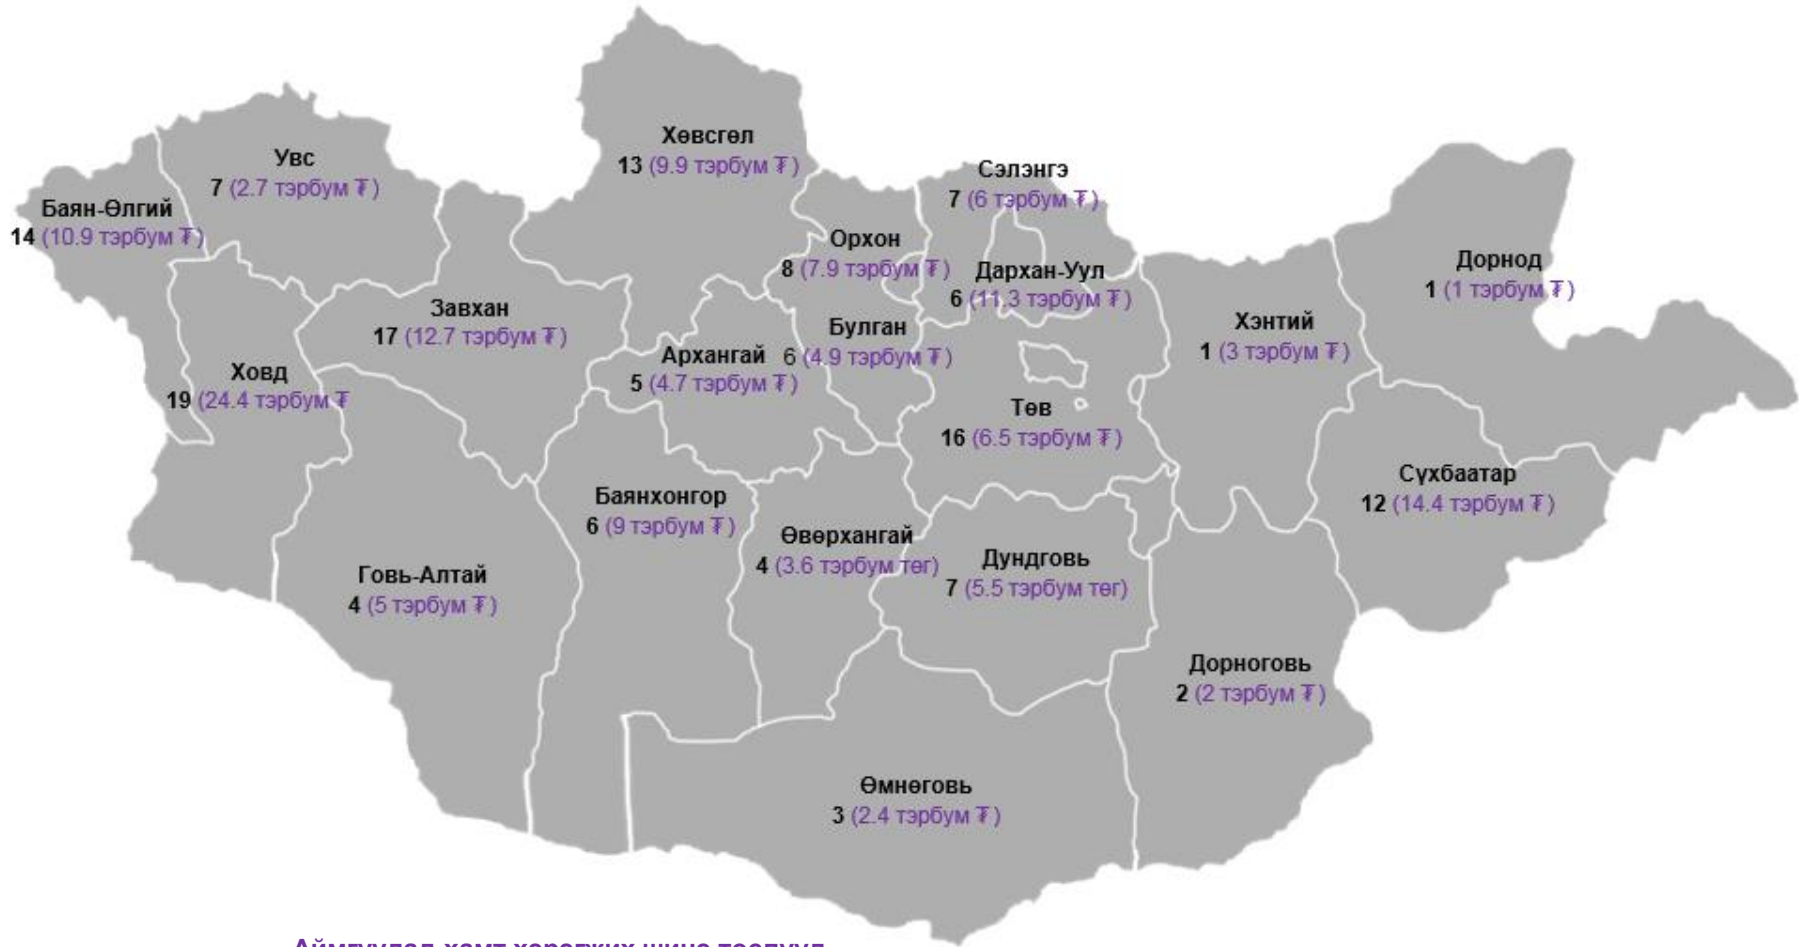 Хөвсгөл
13 (9.9 тэрбум ₮)
Увс
7 (2.7 тэрбум ₮)
Сэлэнгэ
7 (6 тэрбум ₮)
Баян-Өлгий
14 (10.9 тэрбум ₮)
Орхон
8 (7.9 тэрбум ₮)
Дархан-Уул
6 (11.3 тэрбум ₮)
Дорнод
1 (1 тэрбум ₮)
Завхан
17 (12.7 тэрбум ₮)
Булган
6 (4.9 тэрбум ₮)
Хэнтий
1 (3 тэрбум ₮)
Архангай
5 (4.7 тэрбум ₮)
Ховд
19 (24.4 тэрбум ₮
Төв
16 (6.5 тэрбум ₮)
Сүхбаатар
12 (14.4 тэрбум ₮)
Баянхонгор
6 (9 тэрбум ₮)
Өвөрхангай
4 (3.6 тэрбум төг)
Дундговь
7 (5.5 тэрбум төг)
Говь-Алтай
4 (5 тэрбум ₮)
Дорноговь
2 (2 тэрбум ₮)
Өмнөговь
3 (2.4 тэрбум ₮)
Аймгуудад хамт хэрэгжих шинэ төслүүд